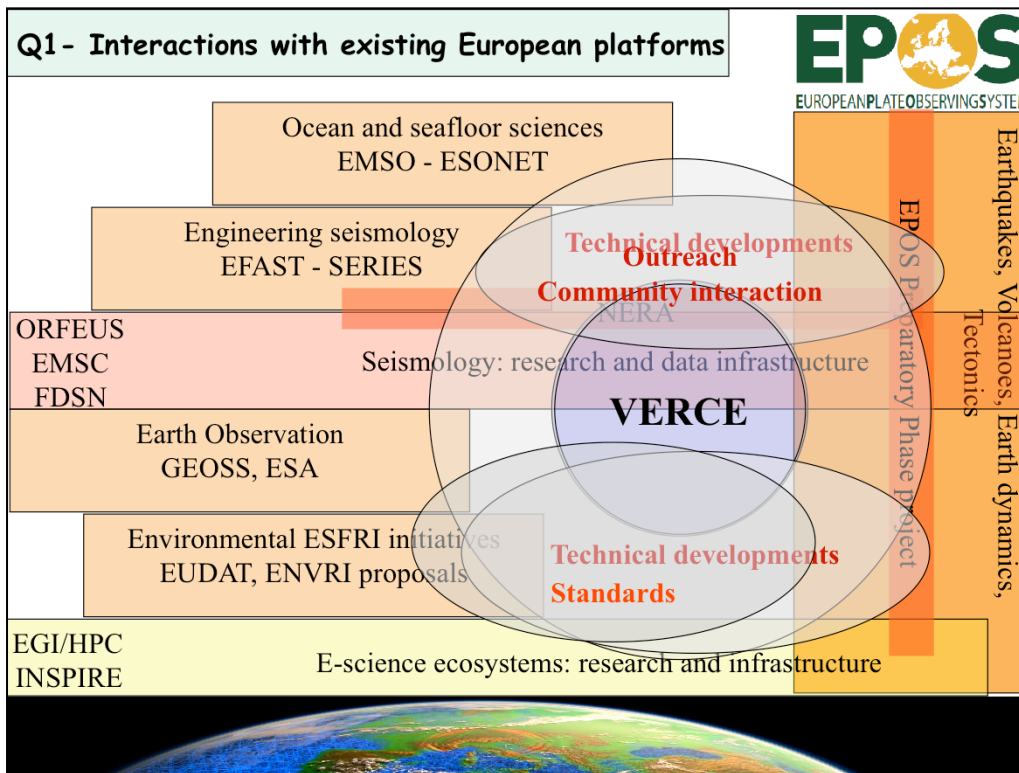 Q1- Interactions with existing European platforms
EPOS
EUROPEANPLATEOBSERVINGSYSTEM
Ocean and seafloor sciences
EMSO - ESONET
Engineering seismology
EFAST - SERIES
Technical developments
Outreach
Community interaction
NERA
ORFEUS
EMSC
FDSN
Seismology: research and data infrastructure
VERCE
Earth Observation
GEOSS, ESA
Environmental ESFRI initiatives
EUDAT, ENVRI proposals
Technical developments
Standards
EGI/HPC
INSPIRE
E-science ecosystems: research and infrastructure
EPOS Preparatory Phase project
Earthquakes, Volcanoes, Earth dynamics,
Tectonics